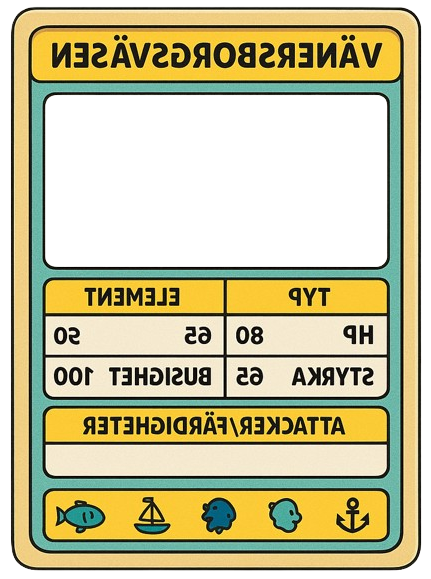 VÄNERSBORGSVÄSEN
TYP ELEMENT
HP 80 65 50
STYRKA 65 BUSIGHET 100
ATTACKER/FÄRDIGHETER